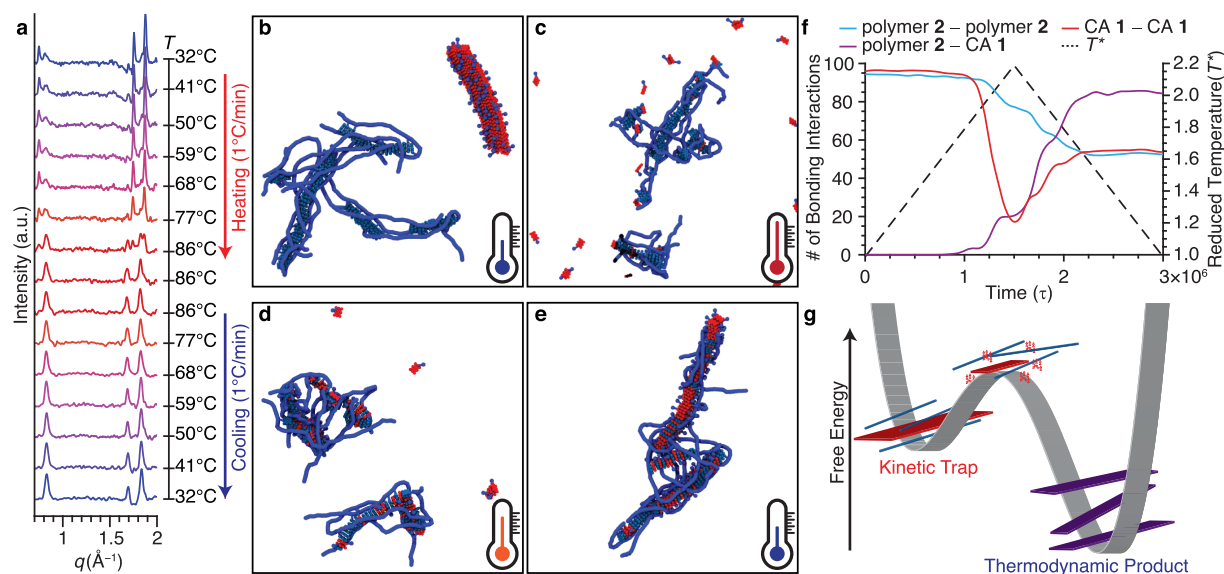 a
T
32°C
41°C
50°C
59°C
68°C
77°C
86°C
86°C
86°C
77°C
68°C
59°C
50°C
41°C
32°C
Heating (1°C/min)
Cooling (1°C/min)
Intensity (a.u.)
1
2
q(Å⁻¹)
b
c
d
e
f
polymer 2 – polymer 2
CA 1 – CA 1
polymer 2 – CA 1
T*
# of Bonding Interactions
100
80
60
40
20
0
Reduced Temperature(T*)
2.2
2.0
1.8
1.6
1.4
1.2
1.0
0
1
2
3×10⁶
Time (τ)
g
Free Energy
Kinetic Trap
Thermodynamic Product